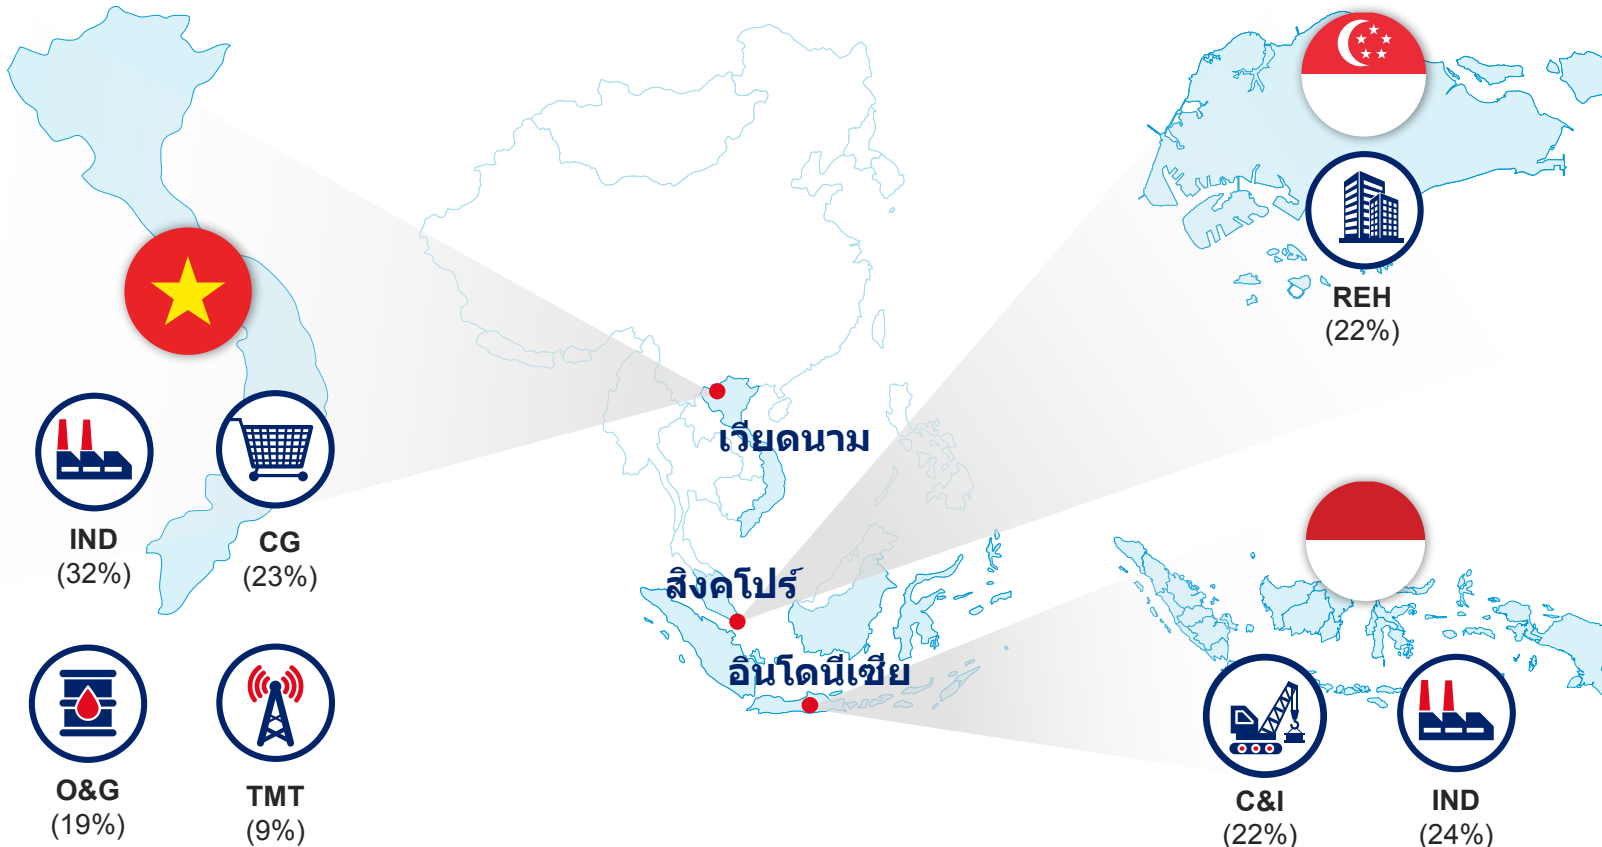 เวียดนาม
IND
(32%)
CG
(23%)
O&G
(19%)
TMT
(9%)
สิงคโปร์
REH
(22%)
อินโดนีเซีย
C&I
(22%)
IND
(24%)